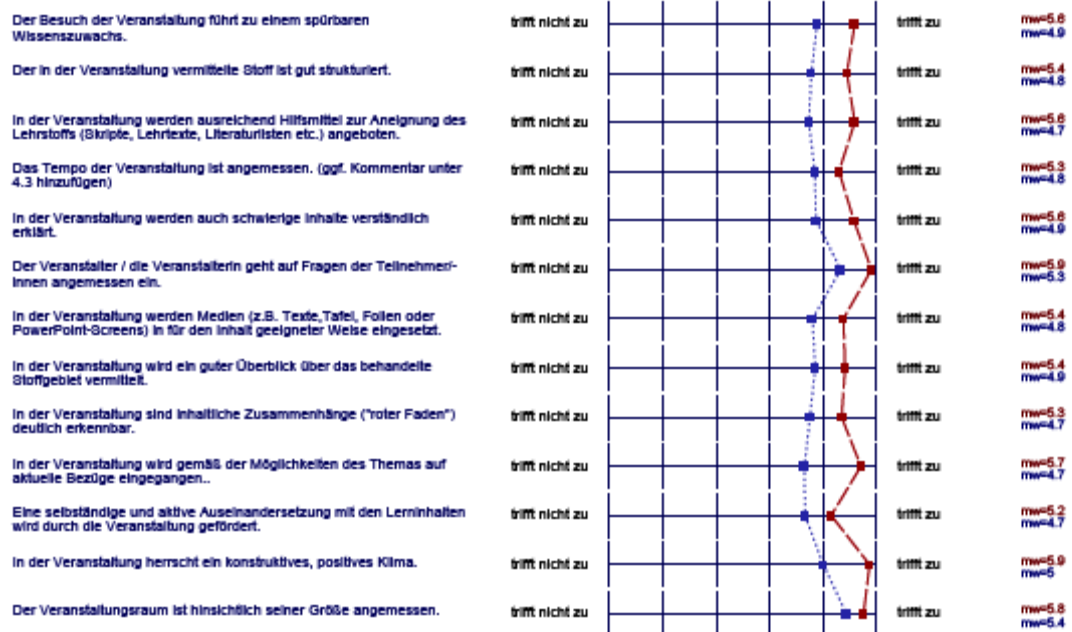 Der Besuch der Veranstaltung führt zu einem spürbaren
Wissenszuwachs.
trifft nicht zu
trifft zu
mw=5.6
mw=4.9
Der in der Veranstaltung vermittelte Stoff ist gut strukturiert.
trifft nicht zu
trifft zu
mw=5.4
mw=4.8
In der Veranstaltung werden ausreichend Hilfsmittel zur Aneignung des
Lehrstoffs (Skripte, Lehrtexte, Literaturlisten etc.) angeboten.
trifft nicht zu
trifft zu
mw=5.6
mw=4.7
Das Tempo der Veranstaltung ist angemessen. (ggf. Kommentar unter
4.3 hinzufügen)
trifft nicht zu
trifft zu
mw=5.3
mw=4.8
In der Veranstaltung werden auch schwierige Inhalte verständlich
erklärt.
trifft nicht zu
trifft zu
mw=5.6
mw=4.9
Der Veranstalter / die Veranstalterin geht auf Fragen der Teilnehmer/-
innen angemessen ein.
trifft nicht zu
trifft zu
mw=5.9
mw=5.3
In der Veranstaltung werden Medien (z.B. Texte,Tafel, Folien oder
PowerPoint-Screens) in für den Inhalt geeigneter Weise eingesetzt.
trifft nicht zu
trifft zu
mw=5.4
mw=4.8
In der Veranstaltung wird ein guter Überblick über das behandelte
Stoffgebiet vermittelt.
trifft nicht zu
trifft zu
mw=5.4
mw=4.9
In der Veranstaltung sind inhaltliche Zusammenhänge ("roter Faden")
deutlich erkennbar.
trifft nicht zu
trifft zu
mw=5.3
mw=4.7
In der Veranstaltung wird gemäß der Möglichkeiten des Themas auf
aktuelle Bezüge eingegangen..
trifft nicht zu
trifft zu
mw=5.7
mw=4.7
Eine selbständige und aktive Auseinandersetzung mit den Lerninhalten
wird durch die Veranstaltung gefördert.
trifft nicht zu
trifft zu
mw=5.2
mw=4.7
In der Veranstaltung herrscht ein konstruktives, positives Klima.
trifft nicht zu
trifft zu
mw=5.9
mw=5
Der Veranstaltungsraum ist hinsichtlich seiner Größe angemessen.
trifft nicht zu
trifft zu
mw=5.8
mw=5.4